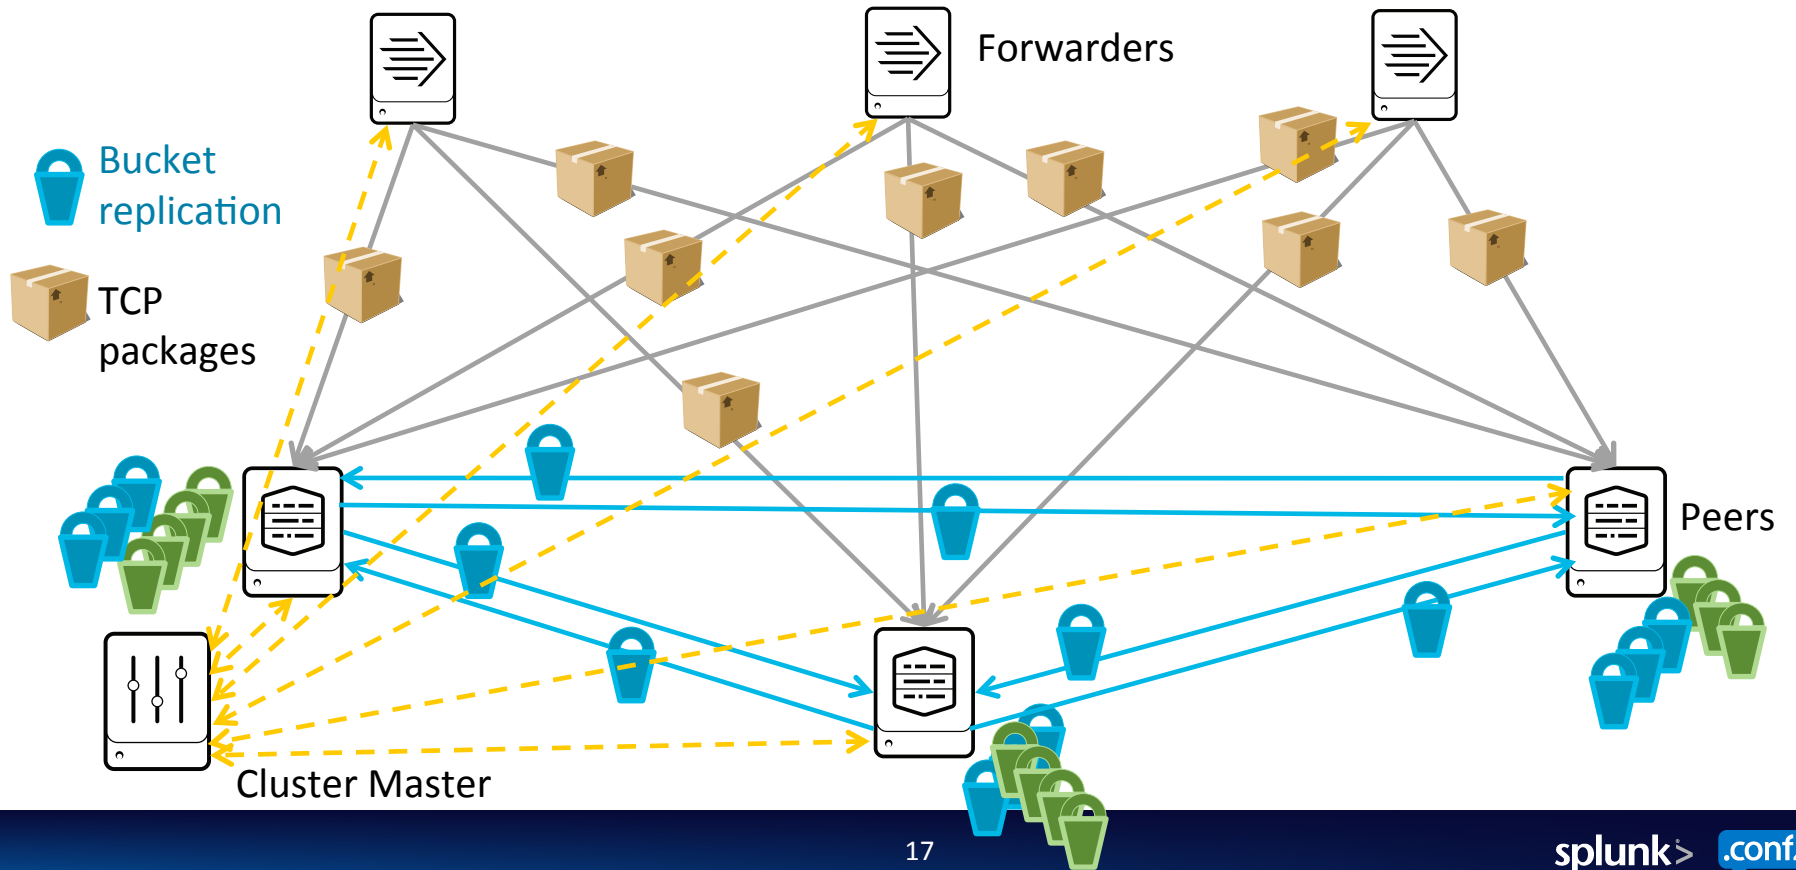 Forwarders
Bucket
replication
TCP
packages
Peers
Cluster Master
17
splunk> .conf